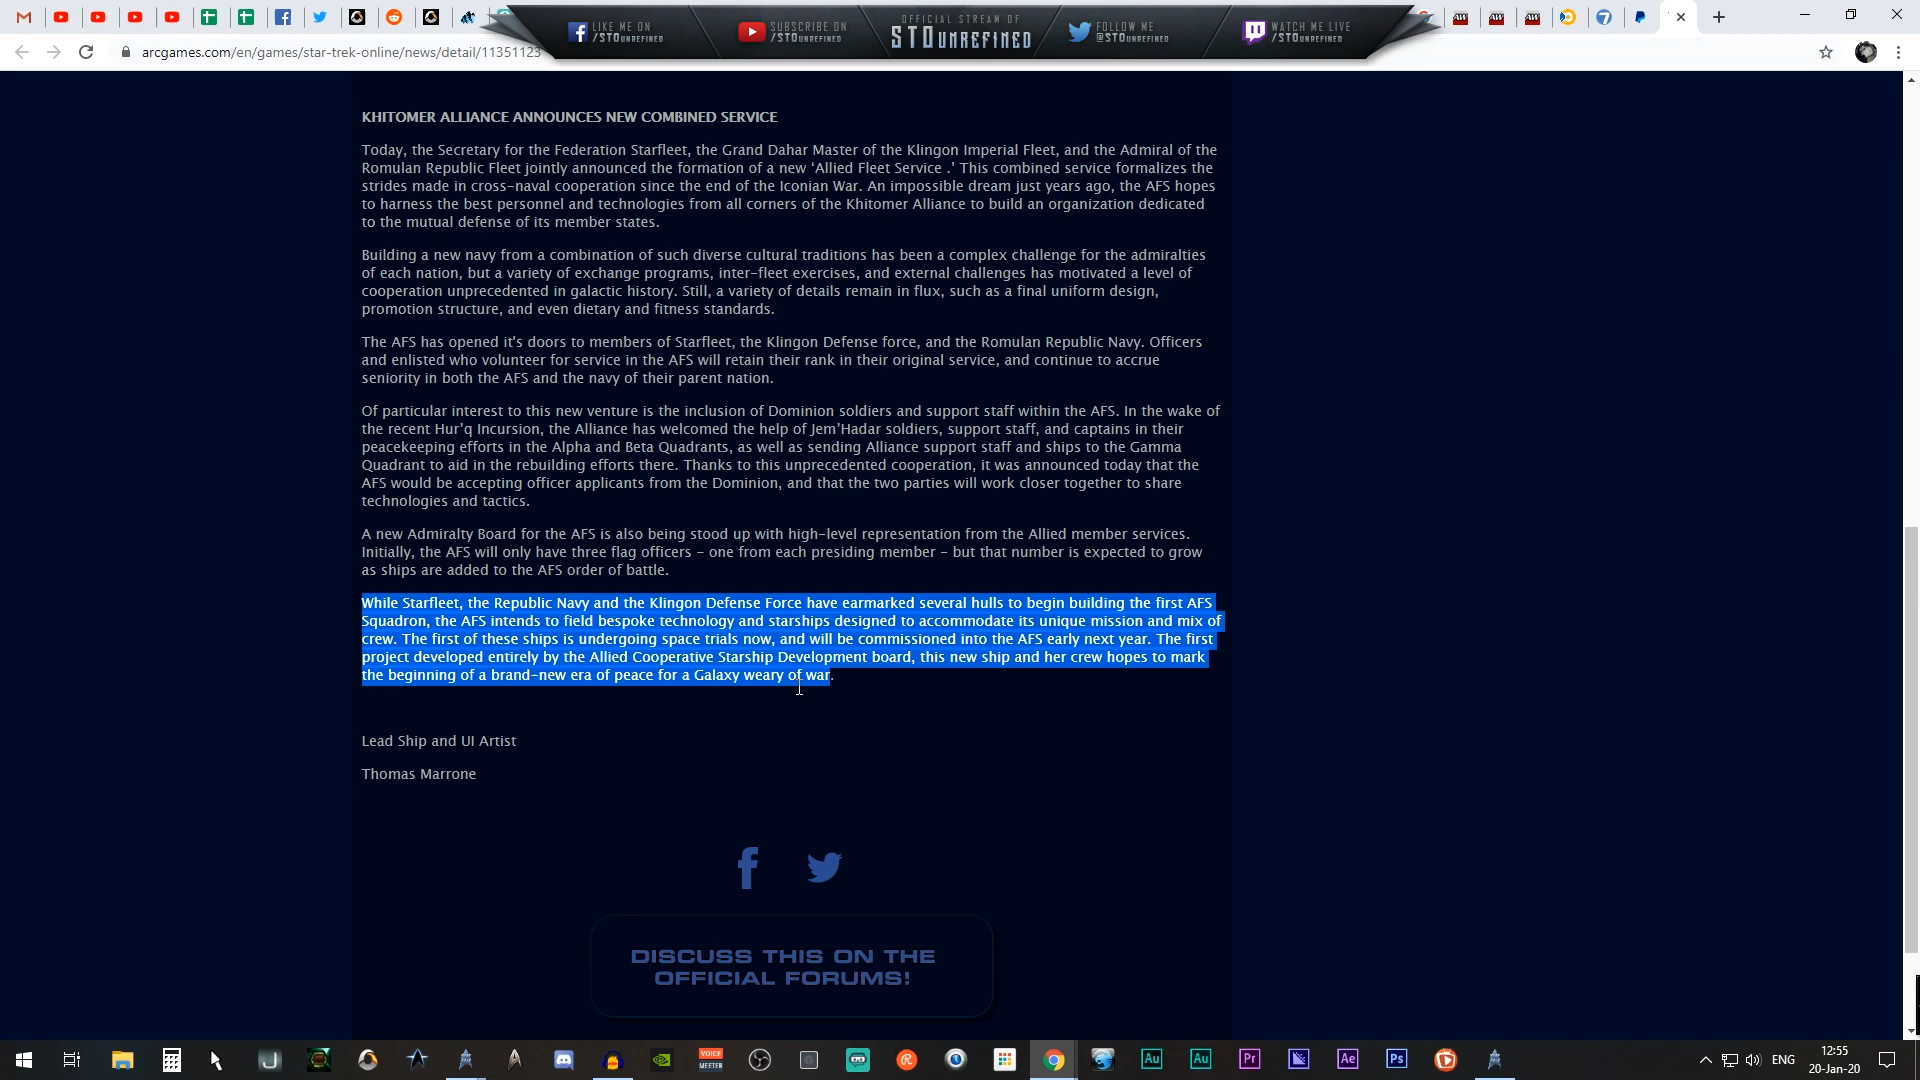 LIKE ME ON
/STOUNREFINED
SUBSCRIBE ON
/STOUNREFINED
OFFICIAL STREAM OF
STOUNREFINED
FOLLOW ME
@STOUNREFINED
WATCH ME LIVE
/STOUNREFINED
arcgames.com/en/games/star-trek-online/news/detail/11351123
KHITOMER ALLIANCE ANNOUNCES NEW COMBINED SERVICE
Today, the Secretary for the Federation Starfleet, the Grand Dahar Master of the Klingon Imperial Fleet, and the Admiral of the
Romulan Republic Fleet jointly announced the formation of a new ‘Allied Fleet Service .’ This combined service formalizes the
strides made in cross-naval cooperation since the end of the Iconian War. An impossible dream just years ago, the AFS hopes
to harness the best personnel and technologies from all corners of the Khitomer Alliance to build an organization dedicated
to the mutual defense of its member states.
Building a new navy from a combination of such diverse cultural traditions has been a complex challenge for the admiralties
of each nation, but a variety of exchange programs, inter-fleet exercises, and external challenges has motivated a level of
cooperation unprecedented in galactic history. Still, a variety of details remain in flux, such as a final uniform design,
promotion structure, and even dietary and fitness standards.
The AFS has opened it's doors to members of Starfleet, the Klingon Defense force, and the Romulan Republic Navy. Officers
and enlisted who volunteer for service in the AFS will retain their rank in their original service, and continue to accrue
seniority in both the AFS and the navy of their parent nation.
Of particular interest to this new venture is the inclusion of Dominion soldiers and support staff within the AFS. In the wake of
the recent Hur’q Incursion, the Alliance has welcomed the help of Jem’Hadar soldiers, support staff, and captains in their
peacekeeping efforts in the Alpha and Beta Quadrants, as well as sending Alliance support staff and ships to the Gamma
Quadrant to aid in the rebuilding efforts there. Thanks to this unprecedented cooperation, it was announced today that the
AFS would be accepting officer applicants from the Dominion, and that the two parties will work closer together to share
technologies and tactics.
A new Admiralty Board for the AFS is also being stood up with high-level representation from the Allied member services.
Initially, the AFS will only have three flag officers – one from each presiding member – but that number is expected to grow
as ships are added to the AFS order of battle.
While Starfleet, the Republic Navy and the Klingon Defense Force have earmarked several hulls to begin building the first AFS
Squadron, the AFS intends to field bespoke technology and starships designed to accommodate its unique mission and mix of
crew. The first of these ships is undergoing space trials now, and will be commissioned into the AFS early next year. The first
project developed entirely by the Allied Cooperative Starship Development board, this new ship and her crew hopes to mark
the beginning of a brand-new era of peace for a Galaxy weary of war.
Lead Ship and UI Artist
Thomas Marrone
DISCUSS THIS ON THE
OFFICIAL FORUMS!
VOICE
MEETER
Au
Au
Pr
Ae
Ps
ENG
12:55
20-Jan-20